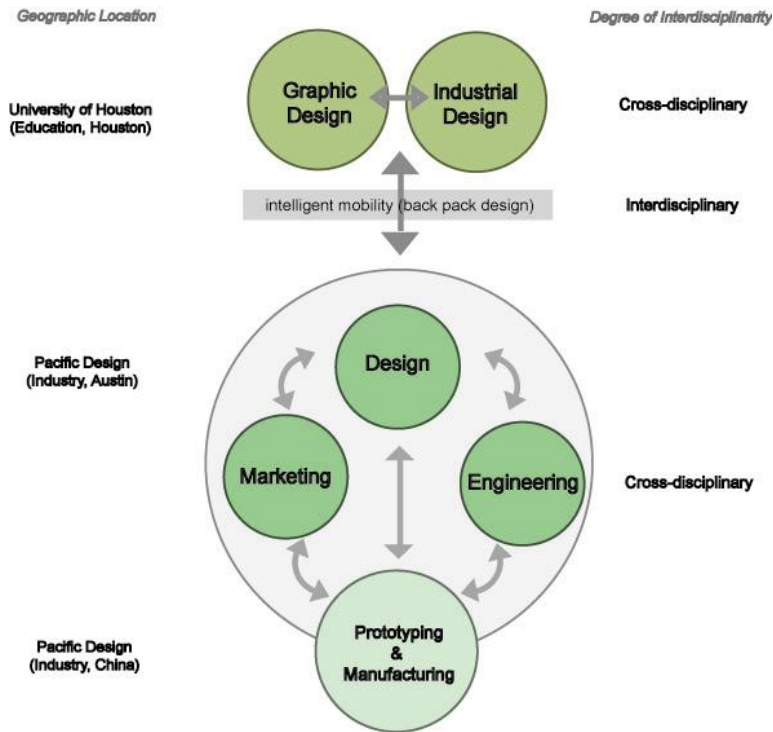 Geographic Location
Degree of Interdisciplinarity
Graphic
Design
Industrial
Design
University of Houston
(Education, Houston)
Cross-disciplinary
intelligent mobility (back pack design)
Interdisciplinary
Pacific Design
(Industry, Austin)
Design
Marketing
Engineering
Cross-disciplinary
Pacific Design
(Industry, China)
Prototyping
&
Manufacturing